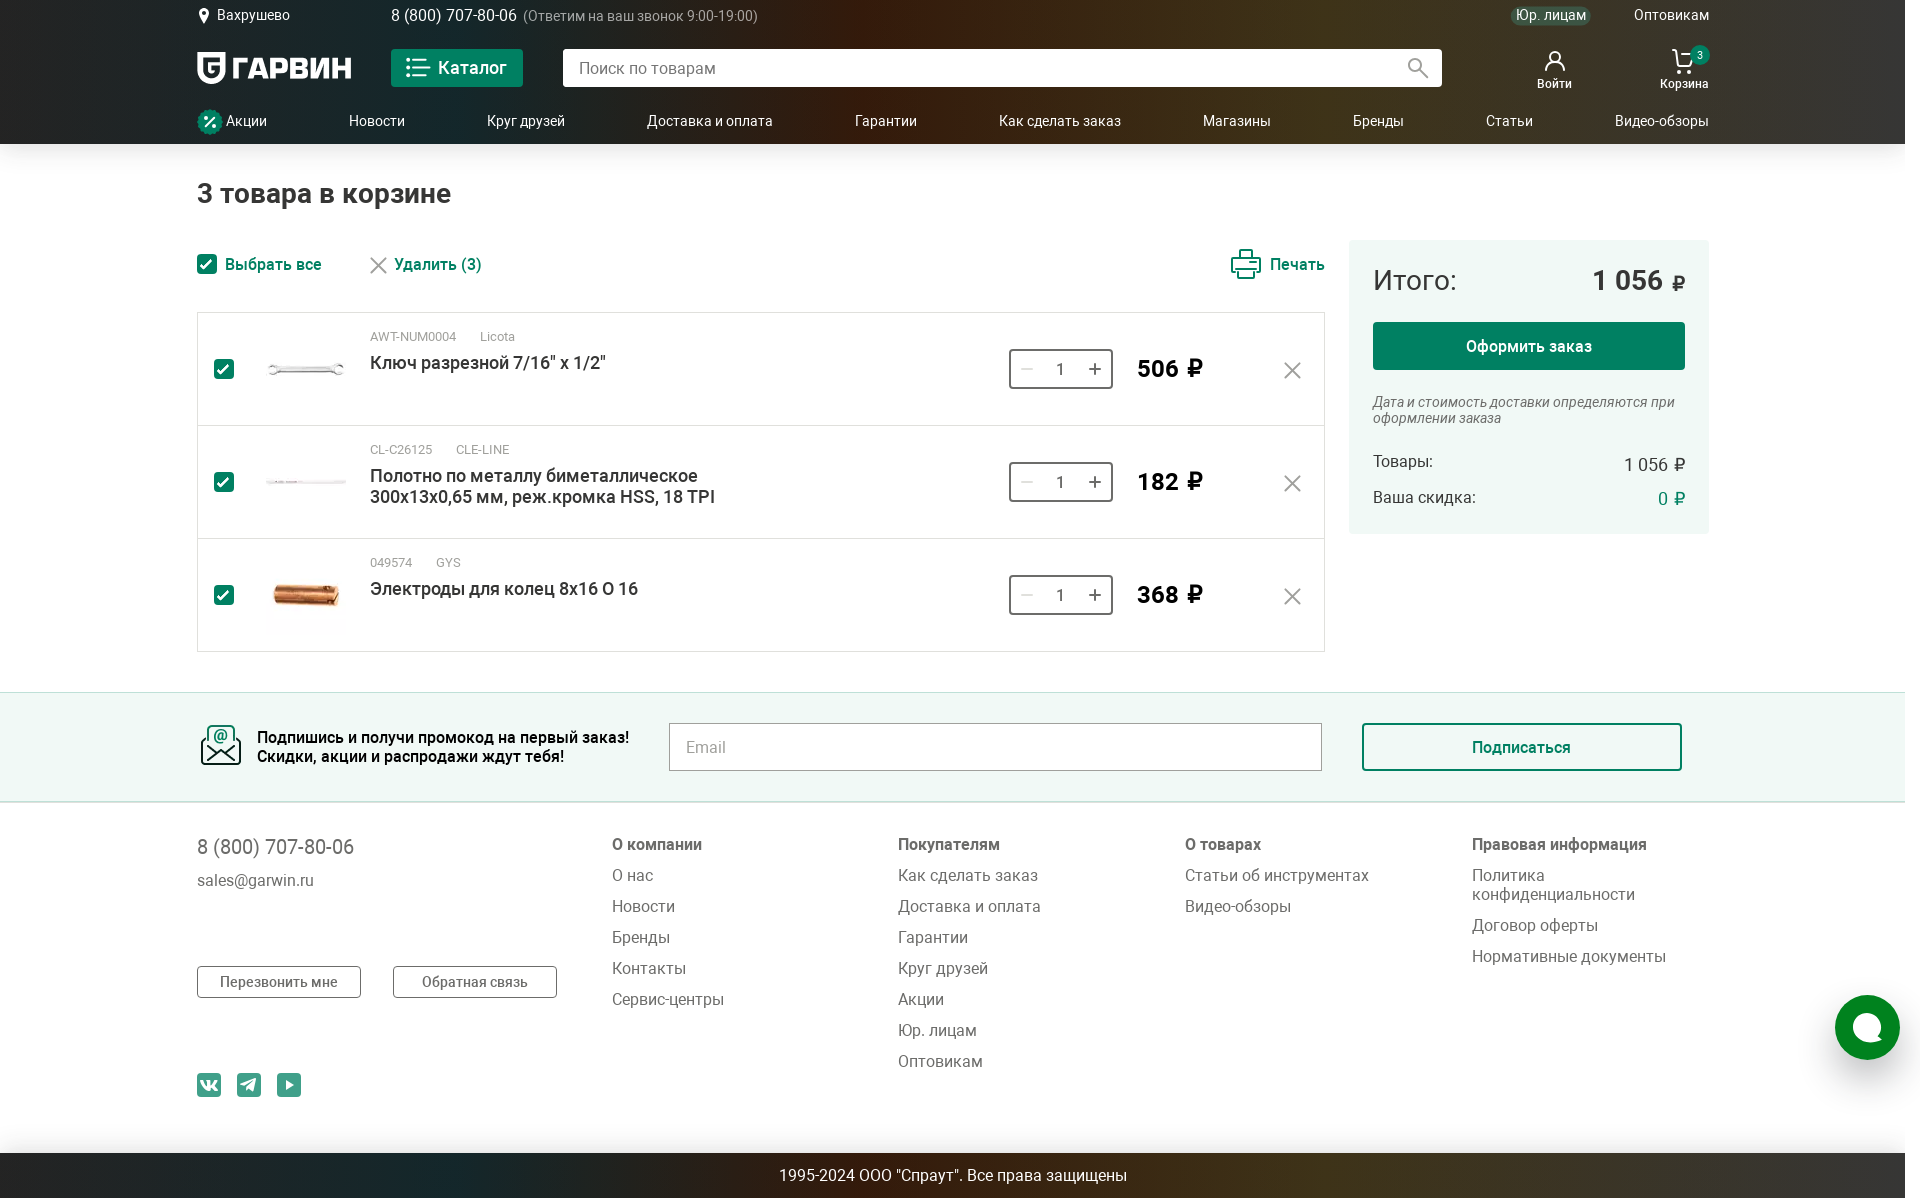 Вахрушево
8 (800) 707-80-06 (Ответим на ваш звонок 9:00-19:00)
Юр. лицам
Оптовикам
ГАРВИН
Каталог
Поиск по товарам
Войти
3
Корзина
Акции
Новости
Круг друзей
Доставка и оплата
Гарантии
Как сделать заказ
Магазины
Бренды
Статьи
Видео-обзоры
3 товара в корзине
Выбрать все
Удалить (3)
Печать
AWT-NUM0004 Licota
Ключ разрезной 7/16" х 1/2"
1
506 ₽
CL-C26125 CLE-LINE
Полотно по металлу биметаллическое
300х13х0,65 мм, реж.кромка HSS, 18 TPI
1
182 ₽
049574 GYS
Электроды для колец 8х16 О 16
1
368 ₽
Итого: 1 056 ₽
Оформить заказ
Дата и стоимость доставки определяются при
оформлении заказа
Товары: 1 056 ₽
Ваша скидка: 0 ₽
Подпишись и получи промокод на первый заказ!
Скидки, акции и распродажи ждут тебя!
Email
Подписаться
8 (800) 707-80-06
sales@garwin.ru
Перезвонить мне
Обратная связь
О компании
О нас
Новости
Бренды
Контакты
Сервис-центры
Покупателям
Как сделать заказ
Доставка и оплата
Гарантии
Круг друзей
Акции
Юр. лицам
Оптовикам
О товарах
Статьи об инструментах
Видео-обзоры
Правовая информация
Политика
конфиденциальности
Договор оферты
Нормативные документы
1995-2024 ООО "Спраут". Все права защищены